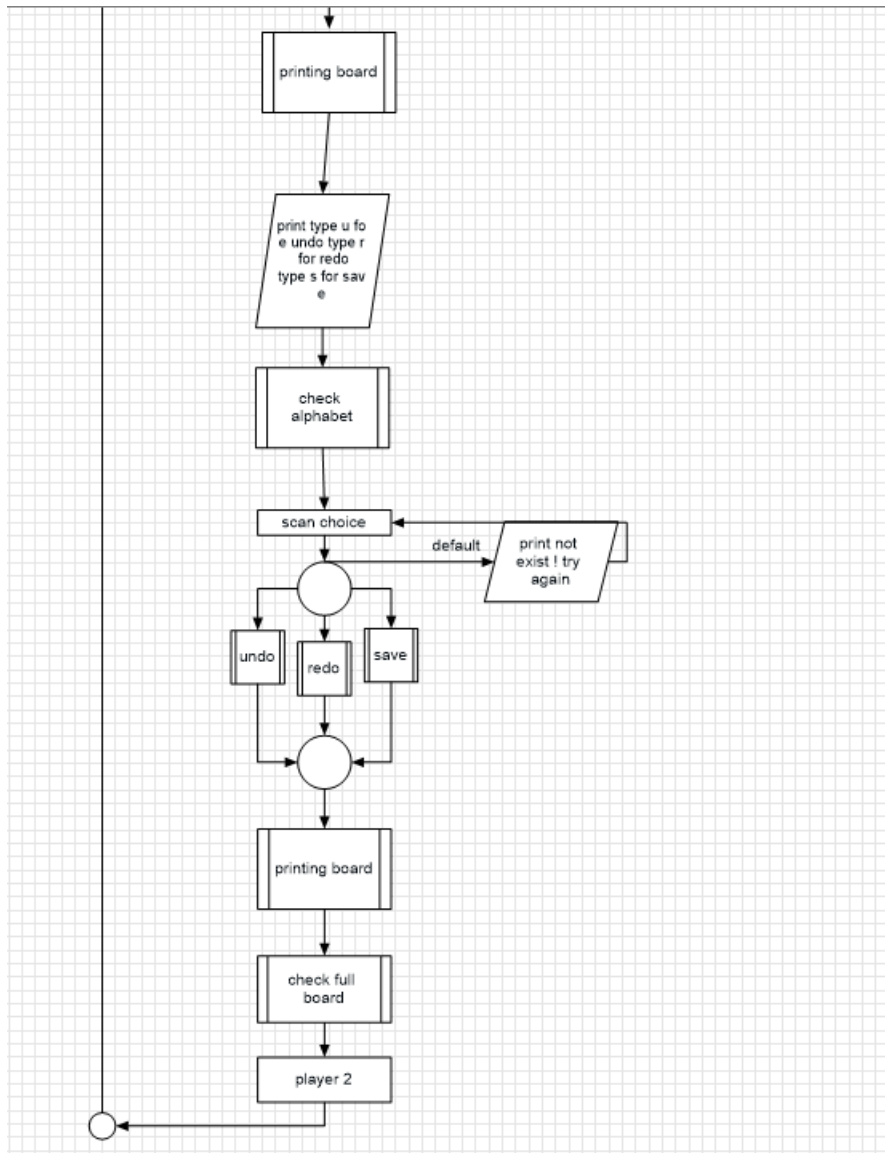 printing board
print type u fo
e undo type r
for redo
type s for sav
e
check
alphabet
scan choice
default
print not
exist ! try
again
undo
redo
save
printing board
check full
board
player 2